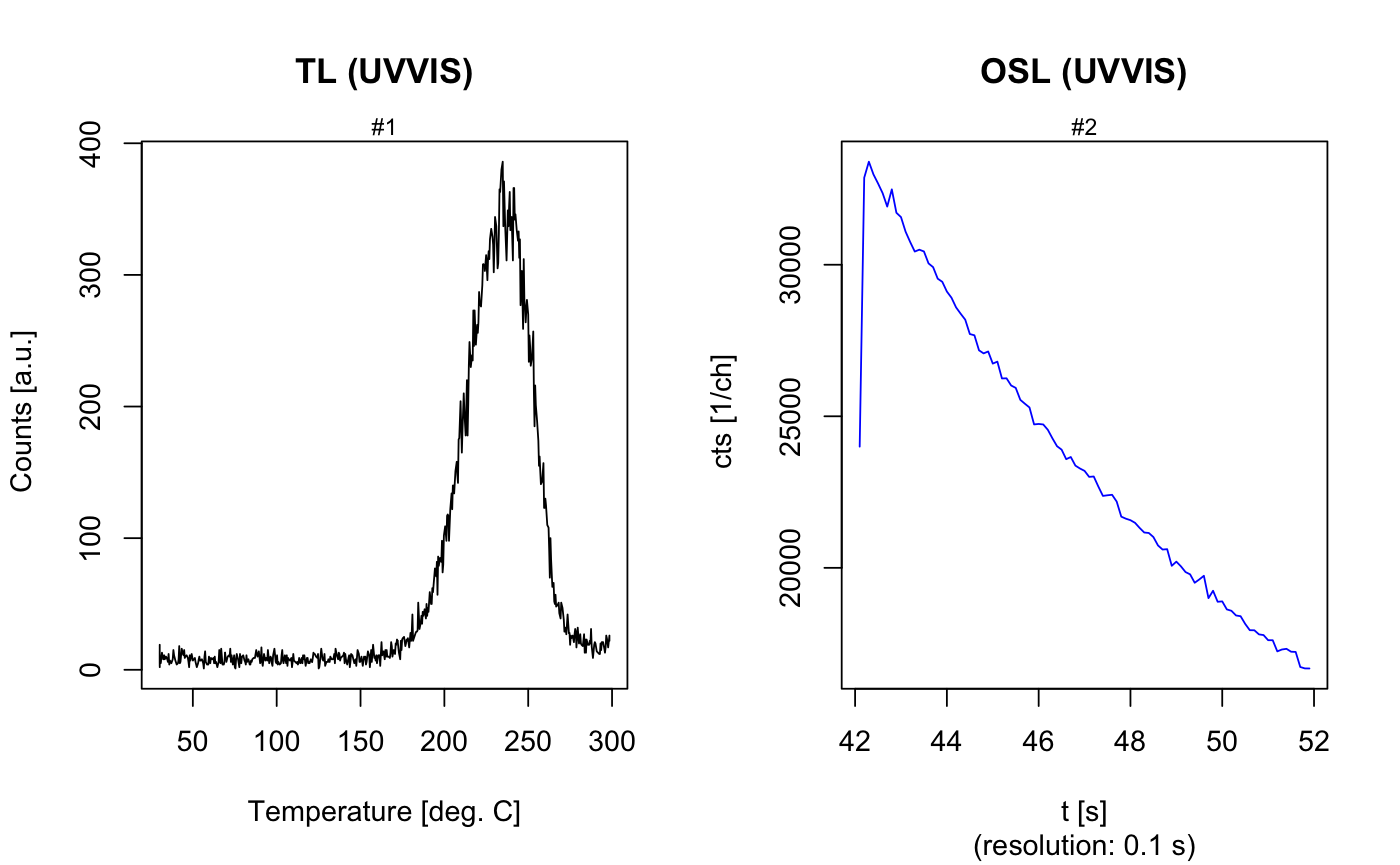 TL (UVVIS)
#1
400
300
200
100
0
Counts [a.u.]
50 100 150 200 250 300
Temperature [deg. C]
OSL (UVVIS)
#2
30000
25000
20000
cts [1/ch]
42 44 46 48 50 52
t [s]
(resolution: 0.1 s)